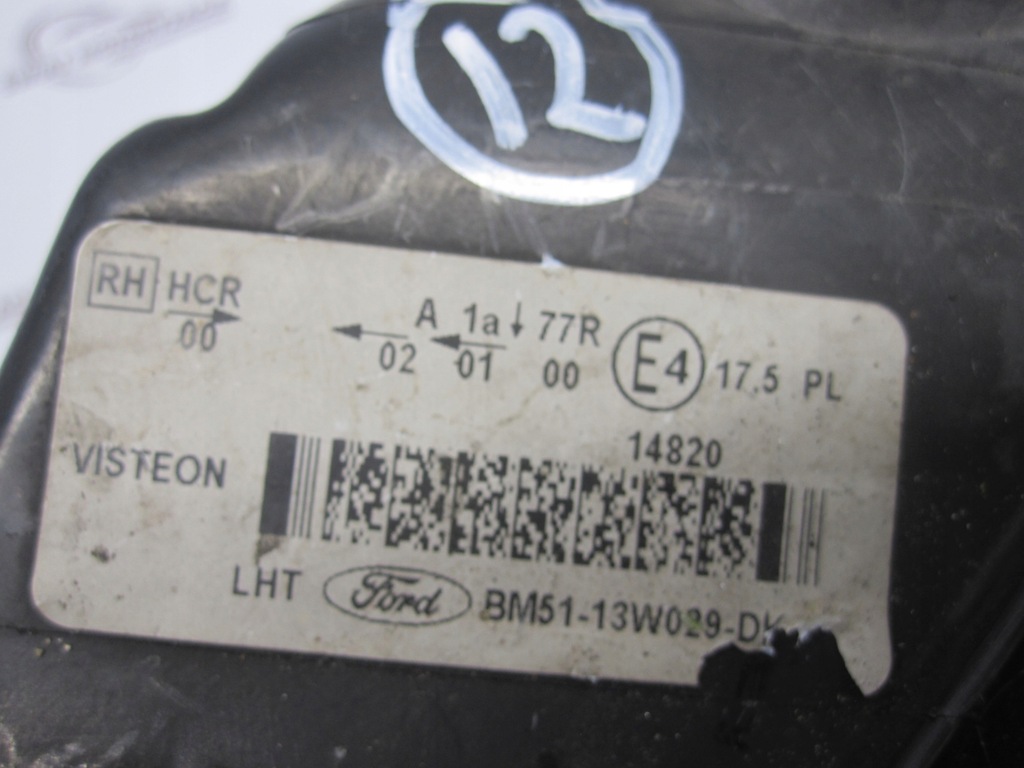 12
RH HCR A 1a ↓ 77R E4 17.5 PL
00 → ← 02 ← 01 00
14820
VISTEON
LHT Ford BM51-13W029-DK